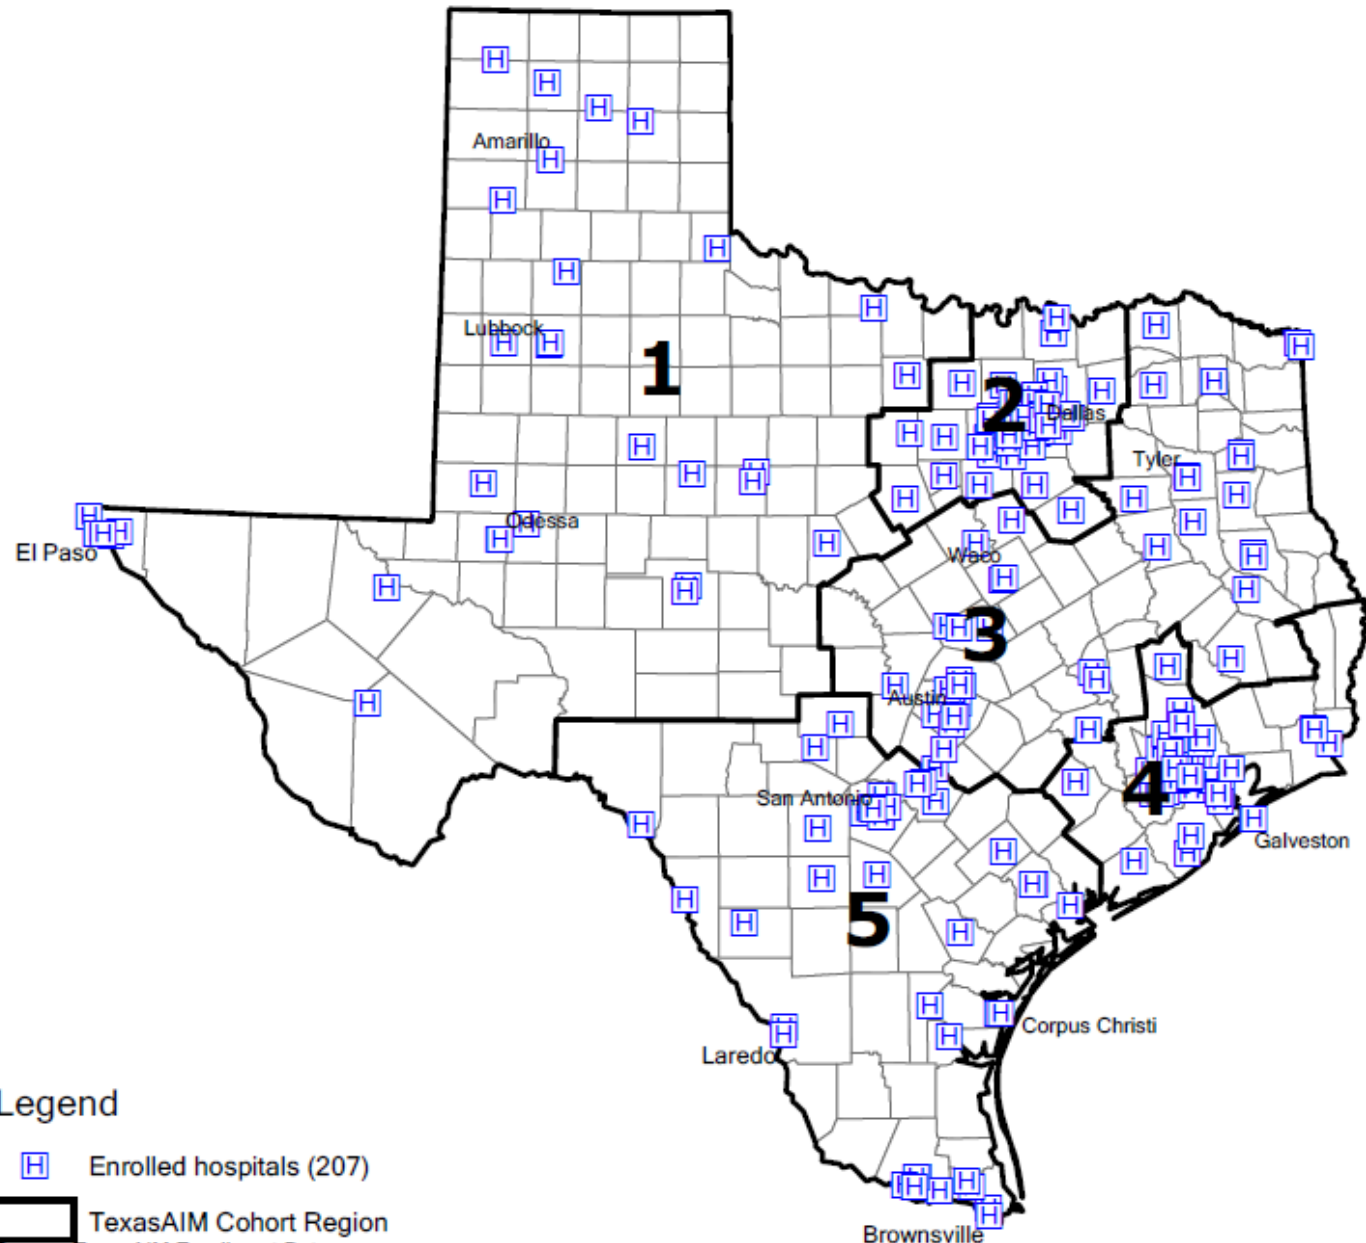 Amarillo
Lubbock
1
2
Dallas
Tyler
El Paso
Odessa
Waco
3
Austin
San Antonio
4
Galveston
5
Corpus Christi
Laredo
Brownsville
Legend
H Enrolled hospitals (207)
TexasAIM Cohort Region